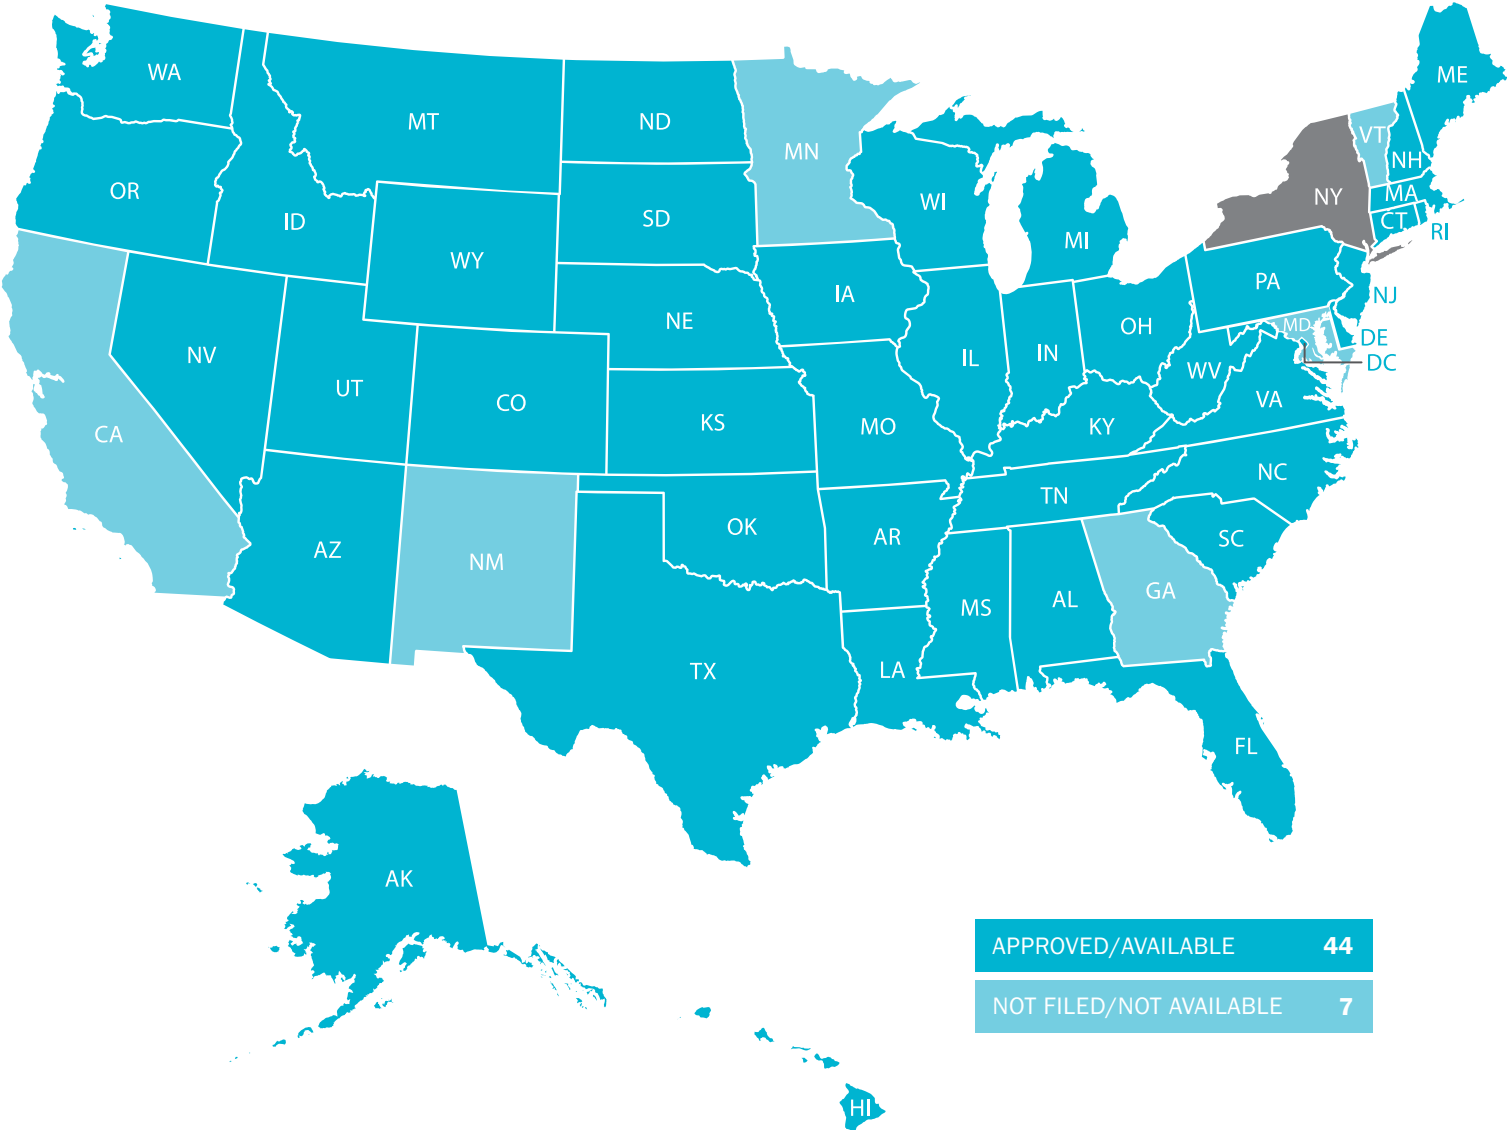 WA
ME
MT
ND
VT
MN
NH
OR
MA
NY
WI
SD
ID
CT
RI
MI
WY
PA
IA
NJ
NE
MD
OH
DE
NV
IN
IL
DC
WV
UT
VA
CO
KS
KY
MO
CA
NC
TN
OK
AR
SC
AZ
NM
GA
AL
MS
LA
TX
FL
AK
APPROVED/AVAILABLE 44
NOT FILED/NOT AVAILABLE 7
HI